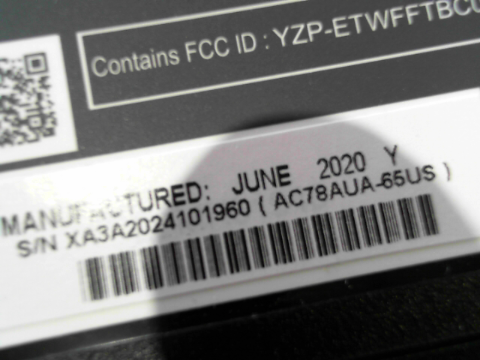 Contains FCC ID : YZP-ETWFFTBC
MANUFACTURED: JUNE 2020 Y
S/N XA3A2024101960 ( AC78AUA-65US )